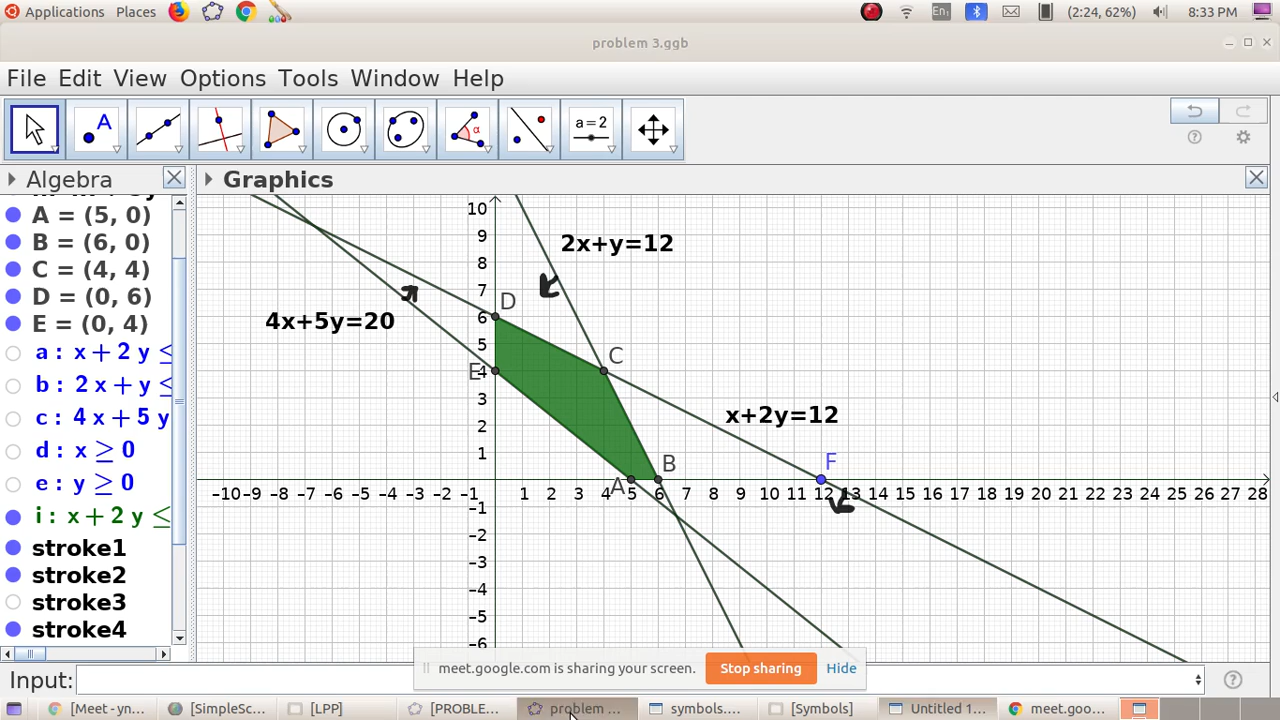 Applications Places En1 (2:24, 62%) 8:33 PM
problem 3.ggb
File Edit View Options Tools Window Help
A α a=2
Algebra
Graphics
A = (5, 0)
B = (6, 0)
C = (4, 4)
D = (0, 6)
E = (0, 4)
a : x + 2 y ≤
b : 2 x + y ≤
c : 4 x + 5 y
d : x ≥ 0
e : y ≥ 0
i : x + 2 y ≤
stroke1
stroke2
stroke3
stroke4
10
9
8
7
6
5
4
3
2
1
-1
-2
-3
-4
-5
-6
-10 -9 -8 -7 -6 -5 -4 -3 -2 -1 1 2 3 4 5 6 7 8 9 10 11 12 13 14 15 16 17 18 19 20 21 22 23 24 25 26 27 28
2x+y=12
4x+5y=20
x+2y=12
D
C
E
A
B
F
meet.google.com is sharing your screen. Stop sharing Hide
Input:
[Meet - yn... [SimpleSc... [LPP] [PROBLE... problem ... symbols.... [Symbols] Untitled 1... meet.goo...